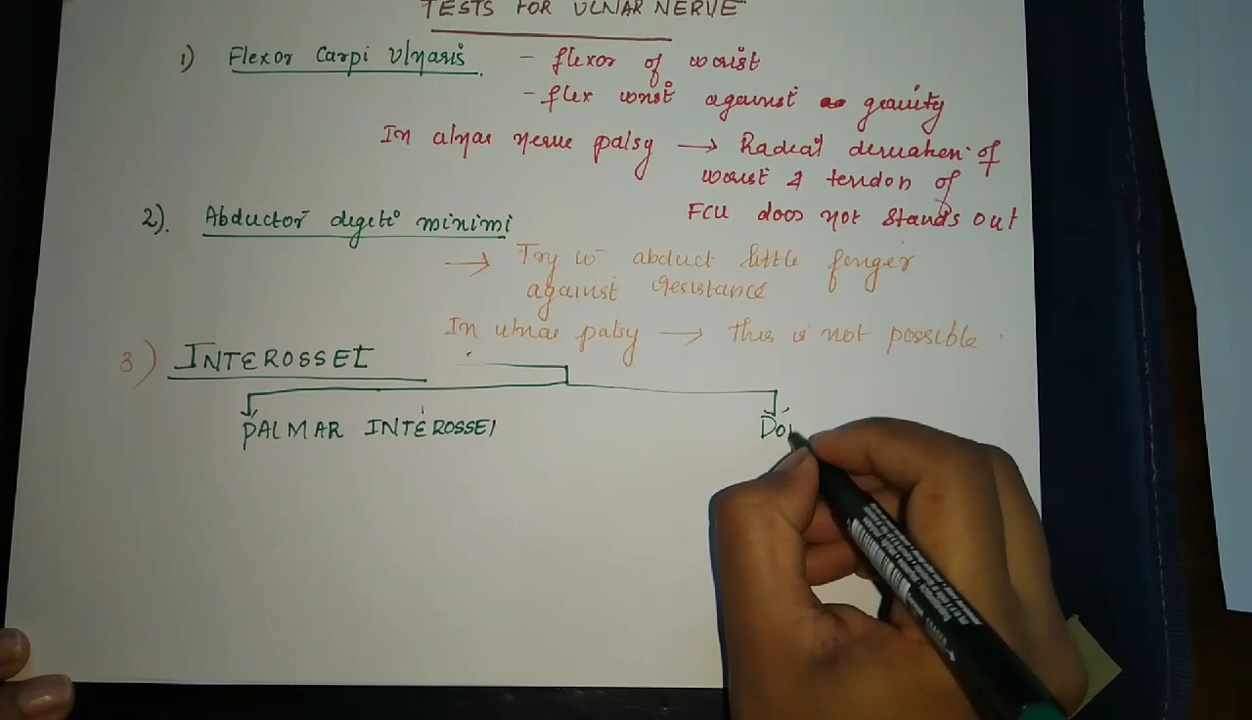 TESTS FOR ULNAR NERVE
1) Flexor Carpi Ulnaris - flexor of wrist
- flex wrist against gravity
In ulnar nerve palsy → Radial deviation of
wrist & tendon of
FCU does not stands out
2). Abductor digiti minimi
→ Try to abduct little finger
against resistance
In ulnar palsy → this is not possible
3) INTEROSSEI
PALMAR INTEROSSEI Do